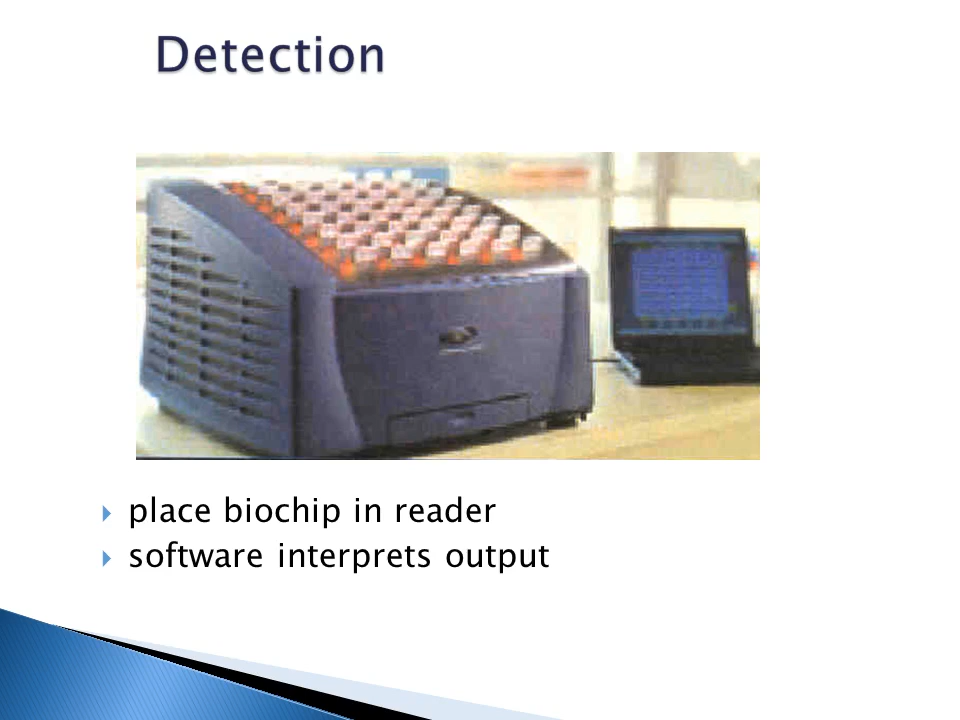 Detection
place biochip in reader
software interprets output